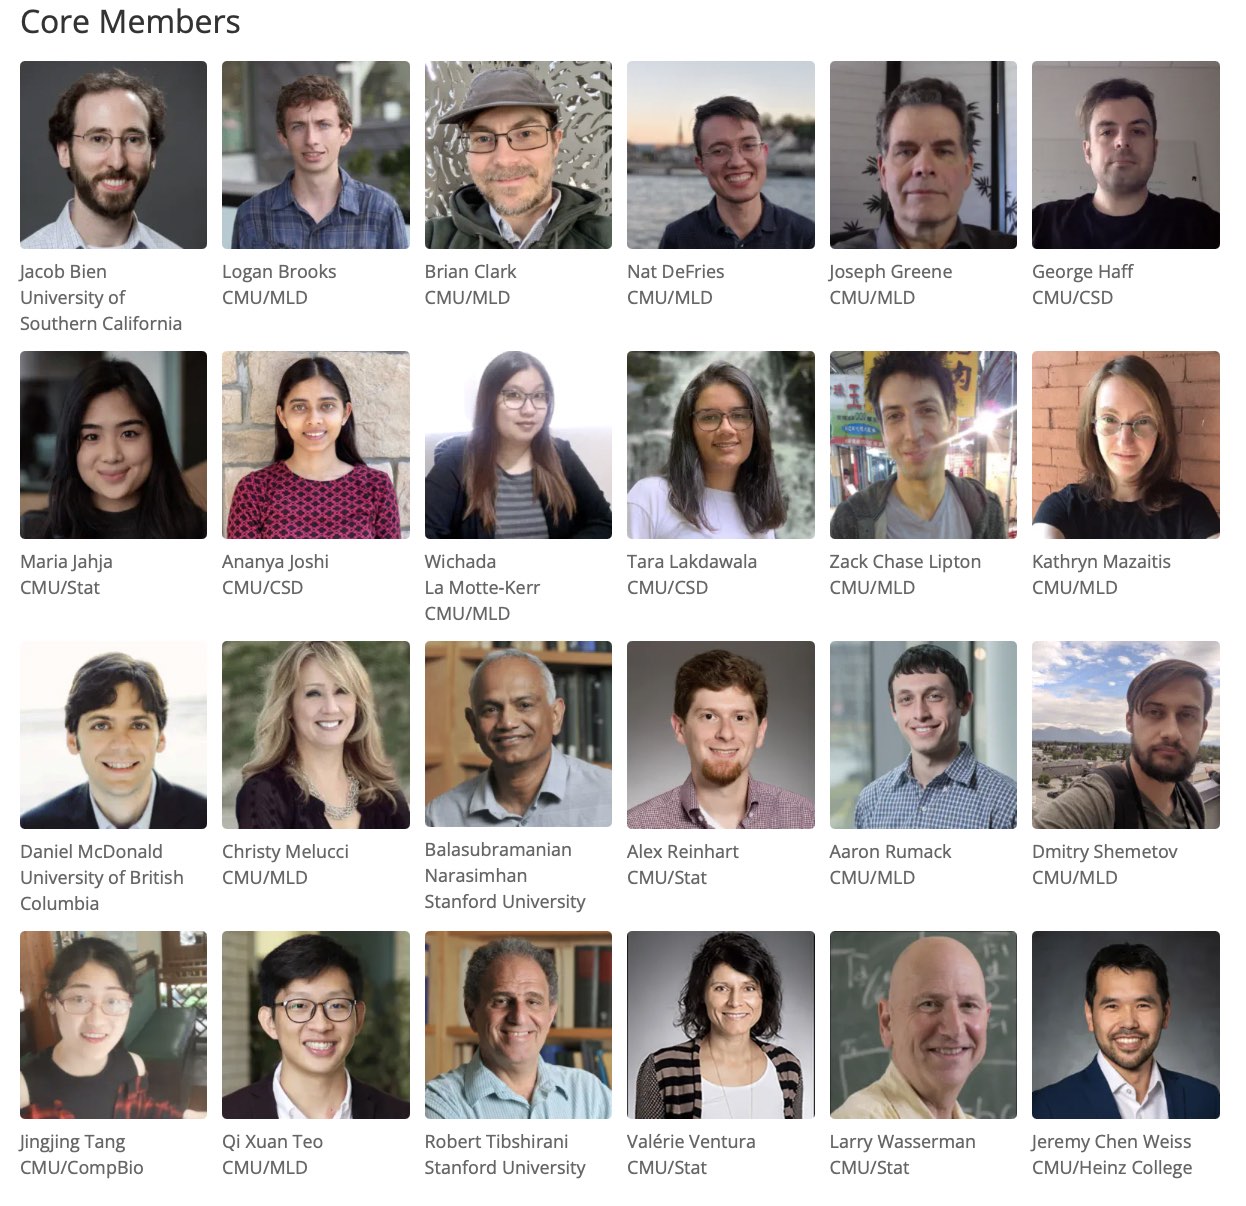 Core Members
Jacob Bien
University of
Southern California
Logan Brooks
CMU/MLD
Brian Clark
CMU/MLD
Nat DeFries
CMU/MLD
Joseph Greene
CMU/MLD
George Haff
CMU/CSD
Maria Jahja
CMU/Stat
Ananya Joshi
CMU/CSD
Wichada
La Motte-Kerr
CMU/MLD
Tara Lakdawala
CMU/CSD
Zack Chase Lipton
CMU/MLD
Kathryn Mazaitis
CMU/MLD
Daniel McDonald
University of British
Columbia
Christy Melucci
CMU/MLD
Balasubramanian
Narasimhan
Stanford University
Alex Reinhart
CMU/Stat
Aaron Rumack
CMU/MLD
Dmitry Shemetov
CMU/MLD
Jingjing Tang
CMU/CompBio
Qi Xuan Teo
CMU/MLD
Robert Tibshirani
Stanford University
Valérie Ventura
CMU/Stat
Larry Wasserman
CMU/Stat
Jeremy Chen Weiss
CMU/Heinz College